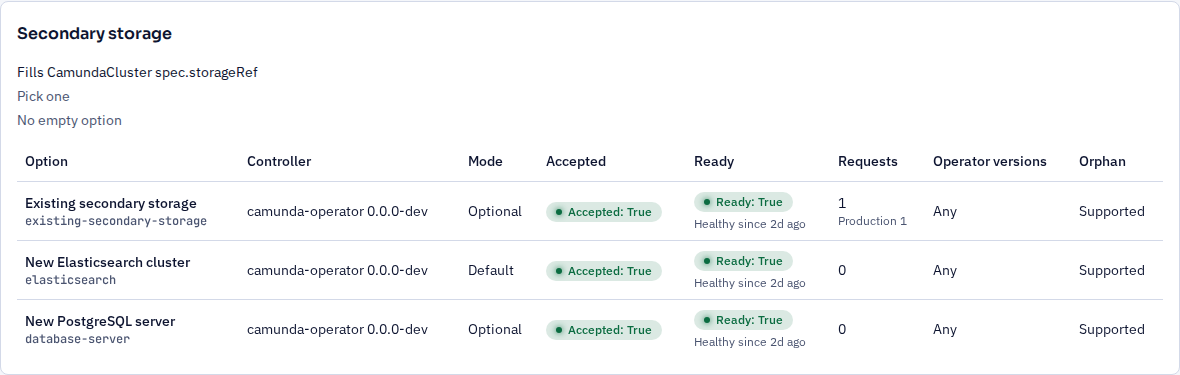 Secondary storage
Fills CamundaCluster spec.storageRef
Pick one
No empty option
Option Controller Mode Accepted Ready Requests Operator versions Orphan
Existing secondary storage
existing-secondary-storage
camunda-operator 0.0.0-dev
Optional
Accepted: True
Ready: True
Healthy since 2d ago
1
Production 1
Any
Supported
New Elasticsearch cluster
elasticsearch
camunda-operator 0.0.0-dev
Default
Accepted: True
Ready: True
Healthy since 2d ago
0
Any
Supported
New PostgreSQL server
database-server
camunda-operator 0.0.0-dev
Optional
Accepted: True
Ready: True
Healthy since 2d ago
0
Any
Supported